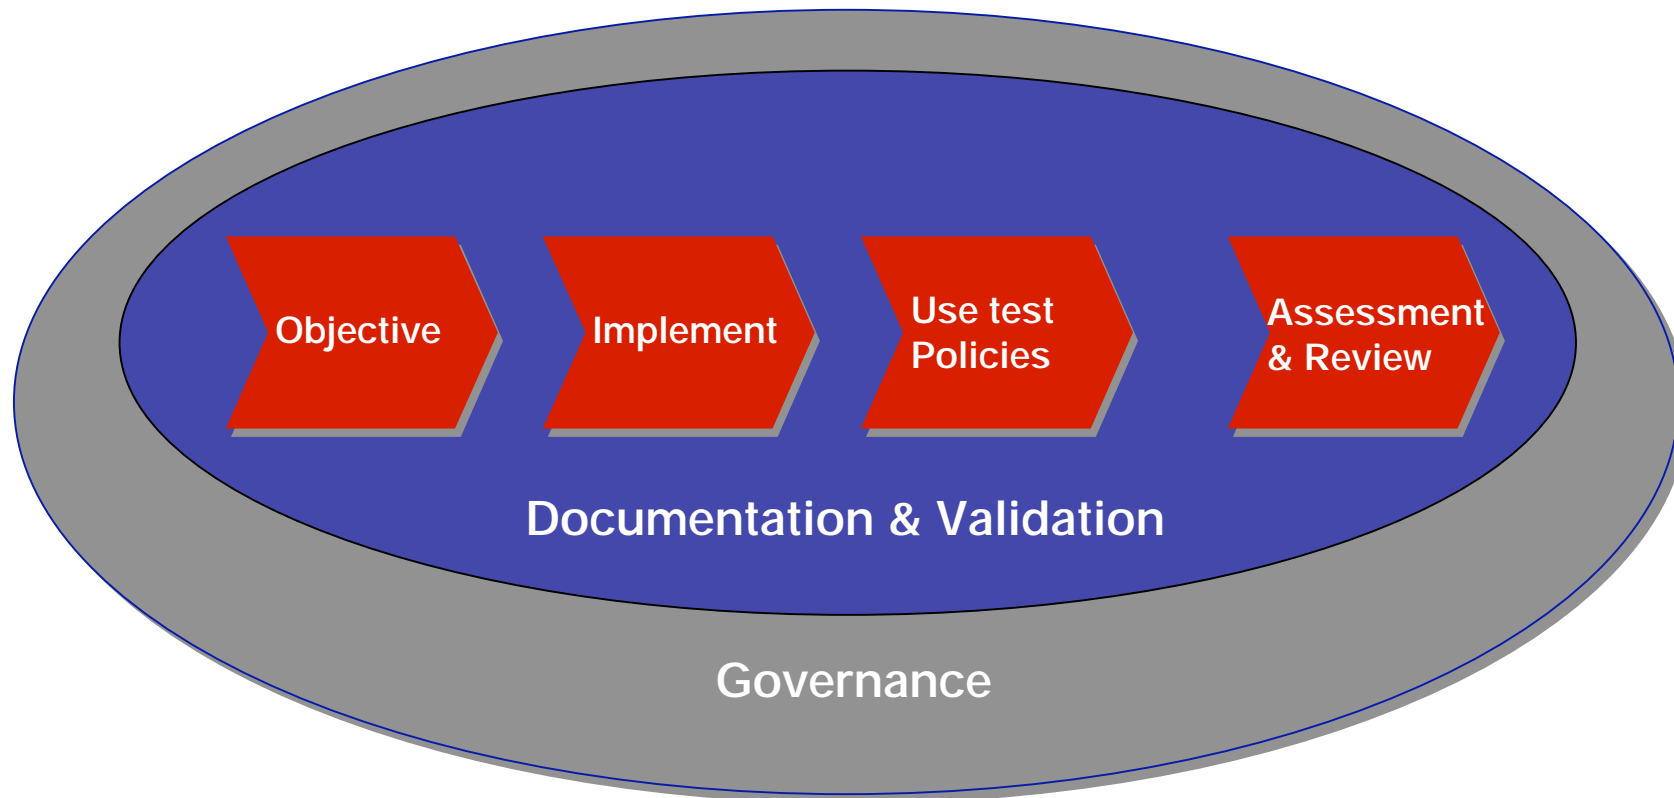 Objective
Implement
Use test
Policies
Assessment
& Review
Documentation & Validation
Governance